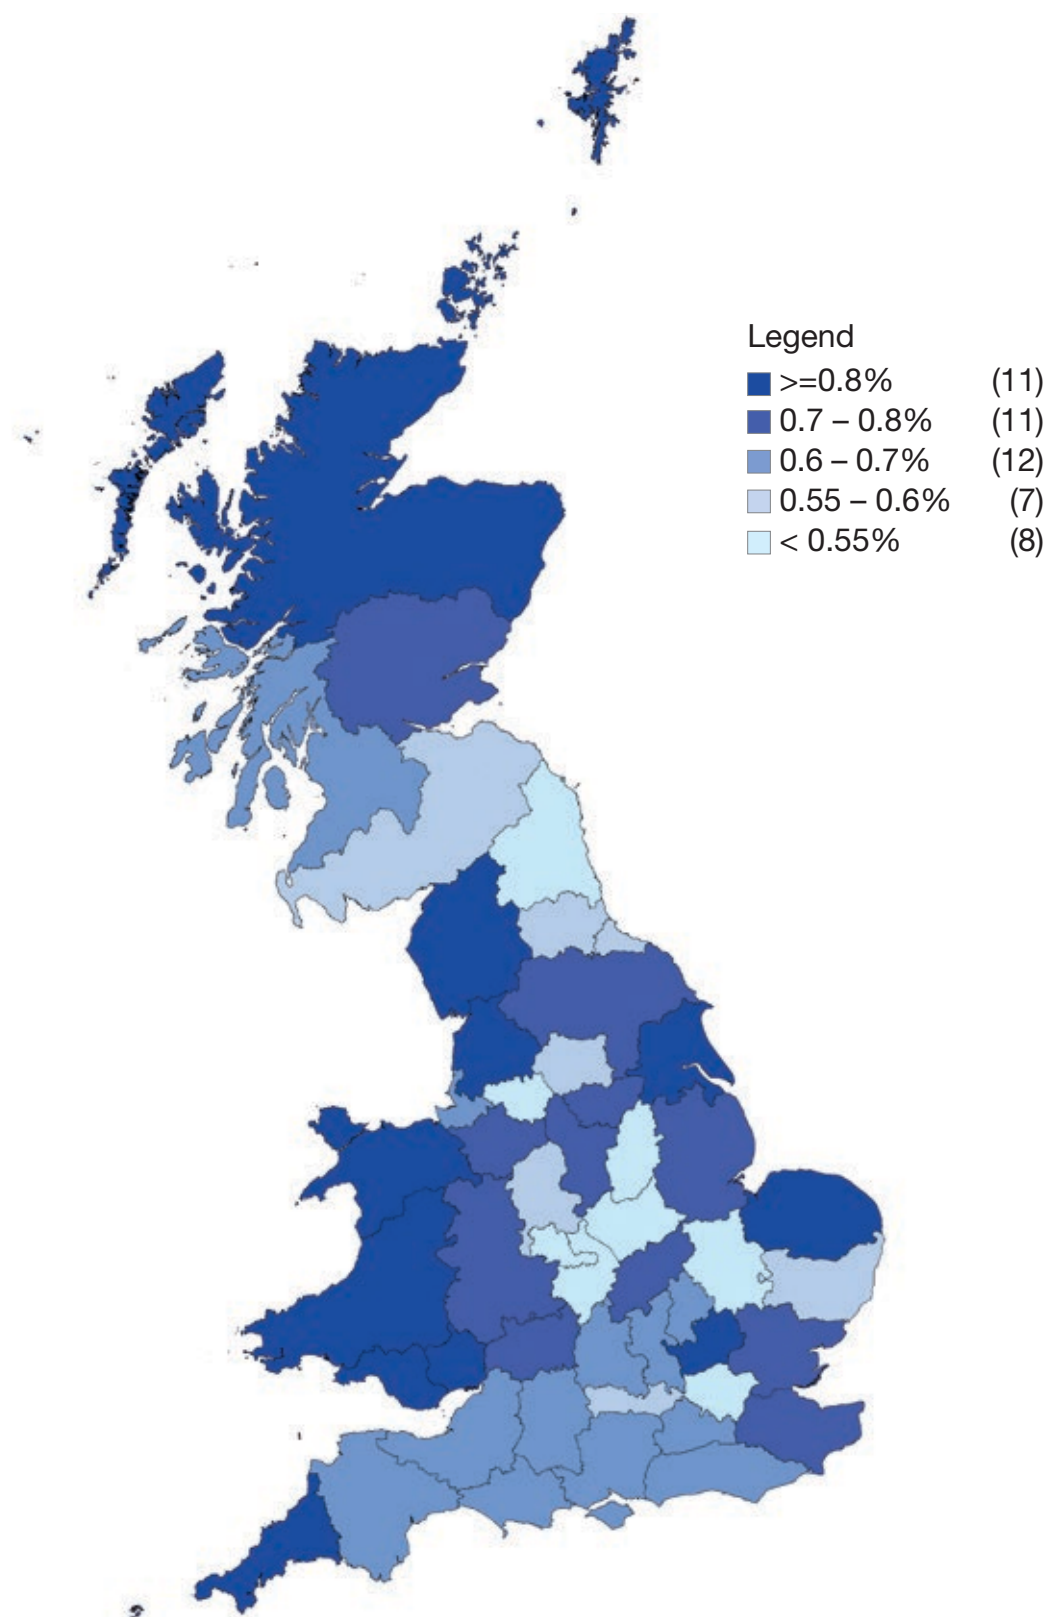 Legend
>=0.8% (11)
0.7 – 0.8% (11)
0.6 – 0.7% (12)
0.55 – 0.6% (7)
< 0.55% (8)